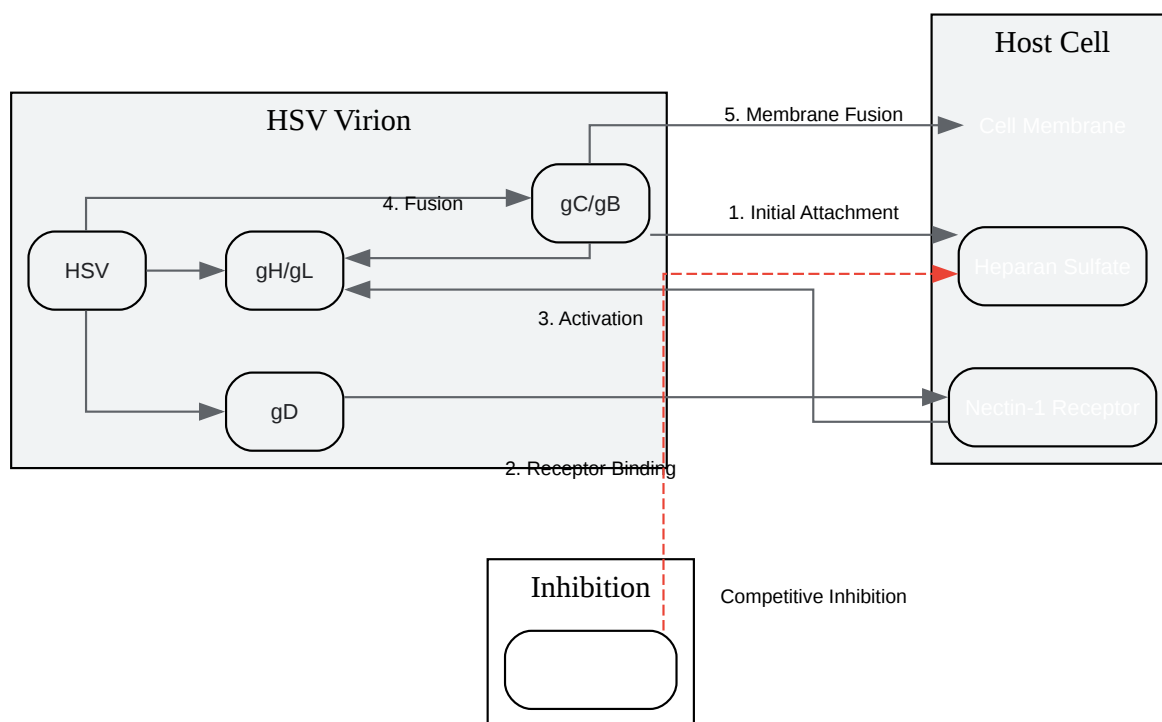 Host Cell
HSV Virion
5. Membrane Fusion
Cell Membrane
4. Fusion
gC/gB
1. Initial Attachment
HSV
gH/gL
Heparan Sulfate
3. Activation
gD
Nectin-1 Receptor
2. Receptor Binding
Inhibition
Competitive Inhibition